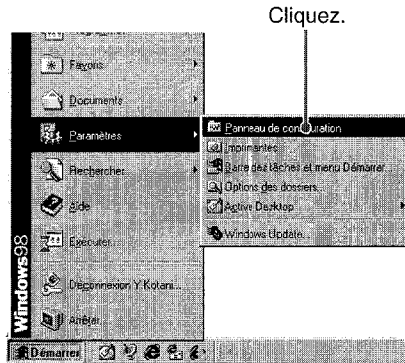 Cliquez.
Favoris
Documents
Paramètres
Panneau de configuration
Imprimantes
Barre des tâches et menu Démarrer...
Options des dossiers...
Active Desktop
Windows Update...
Rechercher
Aide
Exécuter...
Déconnexion Y Kotani...
Arrêter...
Windows98
Démarrer